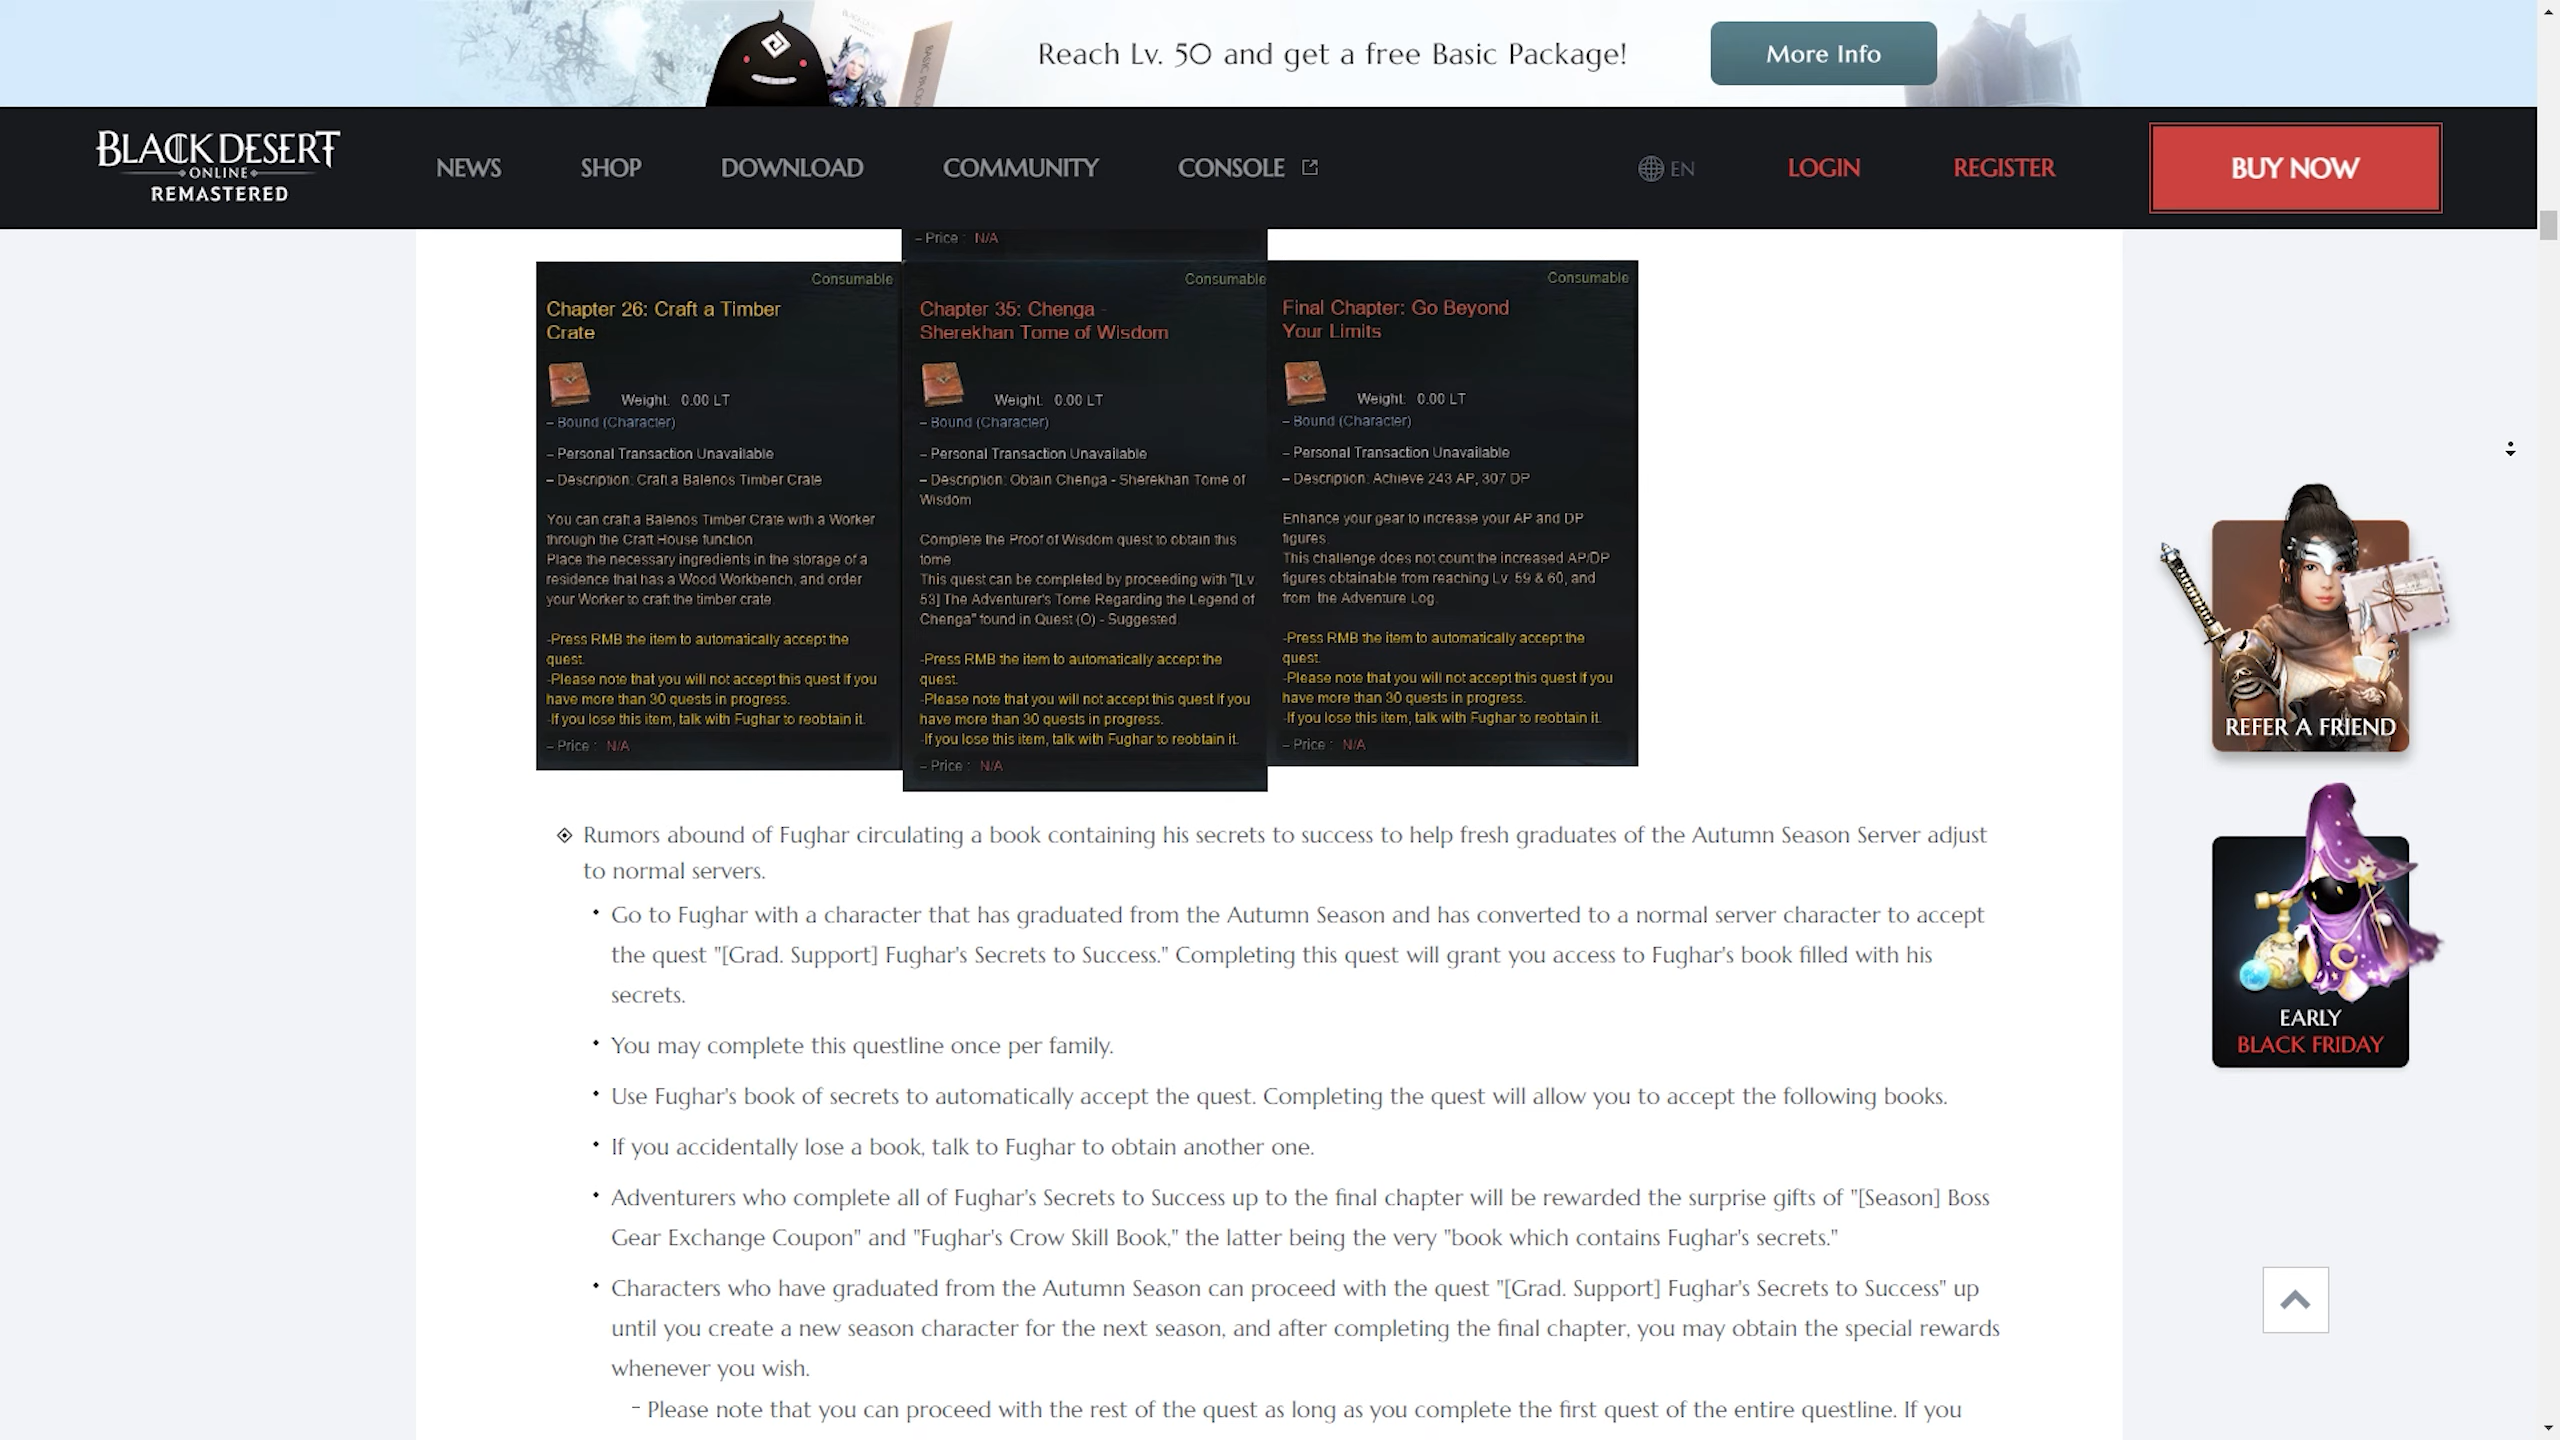 Reach Lv. 50 and get a free Basic Package!
More Info
BLACK DESERT
ONLINE
REMASTERED
NEWS
SHOP
DOWNLOAD
COMMUNITY
CONSOLE
EN
LOGIN
REGISTER
BUY NOW
– Price : N/A
Consumable
Chapter 26: Craft a Timber
Crate
Weight: 0.00 LT
– Bound (Character)
– Personal Transaction Unavailable
– Description: Craft a Balenos Timber Crate
You can craft a Balenos Timber Crate with a Worker
through the Craft House function
Place the necessary ingredients in the storage of a
residence that has a Wood Workbench, and order
your Worker to craft the timber crate.
-Press RMB the item to automatically accept the
quest.
-Please note that you will not accept this quest if you
have more than 30 quests in progress.
-If you lose this item, talk with Fughar to reobtain it.
– Price : N/A
Consumable
Chapter 35: Chenga -
Sherekhan Tome of Wisdom
Weight: 0.00 LT
– Bound (Character)
– Personal Transaction Unavailable
– Description: Obtain Chenga - Sherekhan Tome of
Wisdom
Complete the Proof of Wisdom quest to obtain this
tome.
This quest can be completed by proceeding with "[Lv.
53] The Adventurer's Tome Regarding the Legend of
Chenga" found in Quest (O) - Suggested.
-Press RMB the item to automatically accept the
quest.
-Please note that you will not accept this quest if you
have more than 30 quests in progress.
-If you lose this item, talk with Fughar to reobtain it.
– Price : N/A
Consumable
Final Chapter: Go Beyond
Your Limits
Weight: 0.00 LT
– Bound (Character)
– Personal Transaction Unavailable
– Description: Achieve 243 AP, 307 DP
Enhance your gear to increase your AP and DP
figures.
This challenge does not count the increased AP/DP
figures obtainable from reaching Lv. 59 & 60, and
from the Adventure Log.
-Press RMB the item to automatically accept the
quest.
-Please note that you will not accept this quest if you
have more than 30 quests in progress.
-If you lose this item, talk with Fughar to reobtain it.
– Price : N/A
Rumors abound of Fughar circulating a book containing his secrets to success to help fresh graduates of the Autumn Season Server adjust
to normal servers.
• Go to Fughar with a character that has graduated from the Autumn Season and has converted to a normal server character to accept
the quest "[Grad. Support] Fughar's Secrets to Success." Completing this quest will grant you access to Fughar's book filled with his
secrets.
• You may complete this questline once per family.
• Use Fughar's book of secrets to automatically accept the quest. Completing the quest will allow you to accept the following books.
• If you accidentally lose a book, talk to Fughar to obtain another one.
• Adventurers who complete all of Fughar's Secrets to Success up to the final chapter will be rewarded the surprise gifts of "[Season] Boss
Gear Exchange Coupon" and "Fughar's Crow Skill Book," the latter being the very "book which contains Fughar's secrets."
• Characters who have graduated from the Autumn Season can proceed with the quest "[Grad. Support] Fughar's Secrets to Success" up
until you create a new season character for the next season, and after completing the final chapter, you may obtain the special rewards
whenever you wish.
– Please note that you can proceed with the rest of the quest as long as you complete the first quest of the entire questline. If you
REFER A FRIEND
EARLY
BLACK FRIDAY